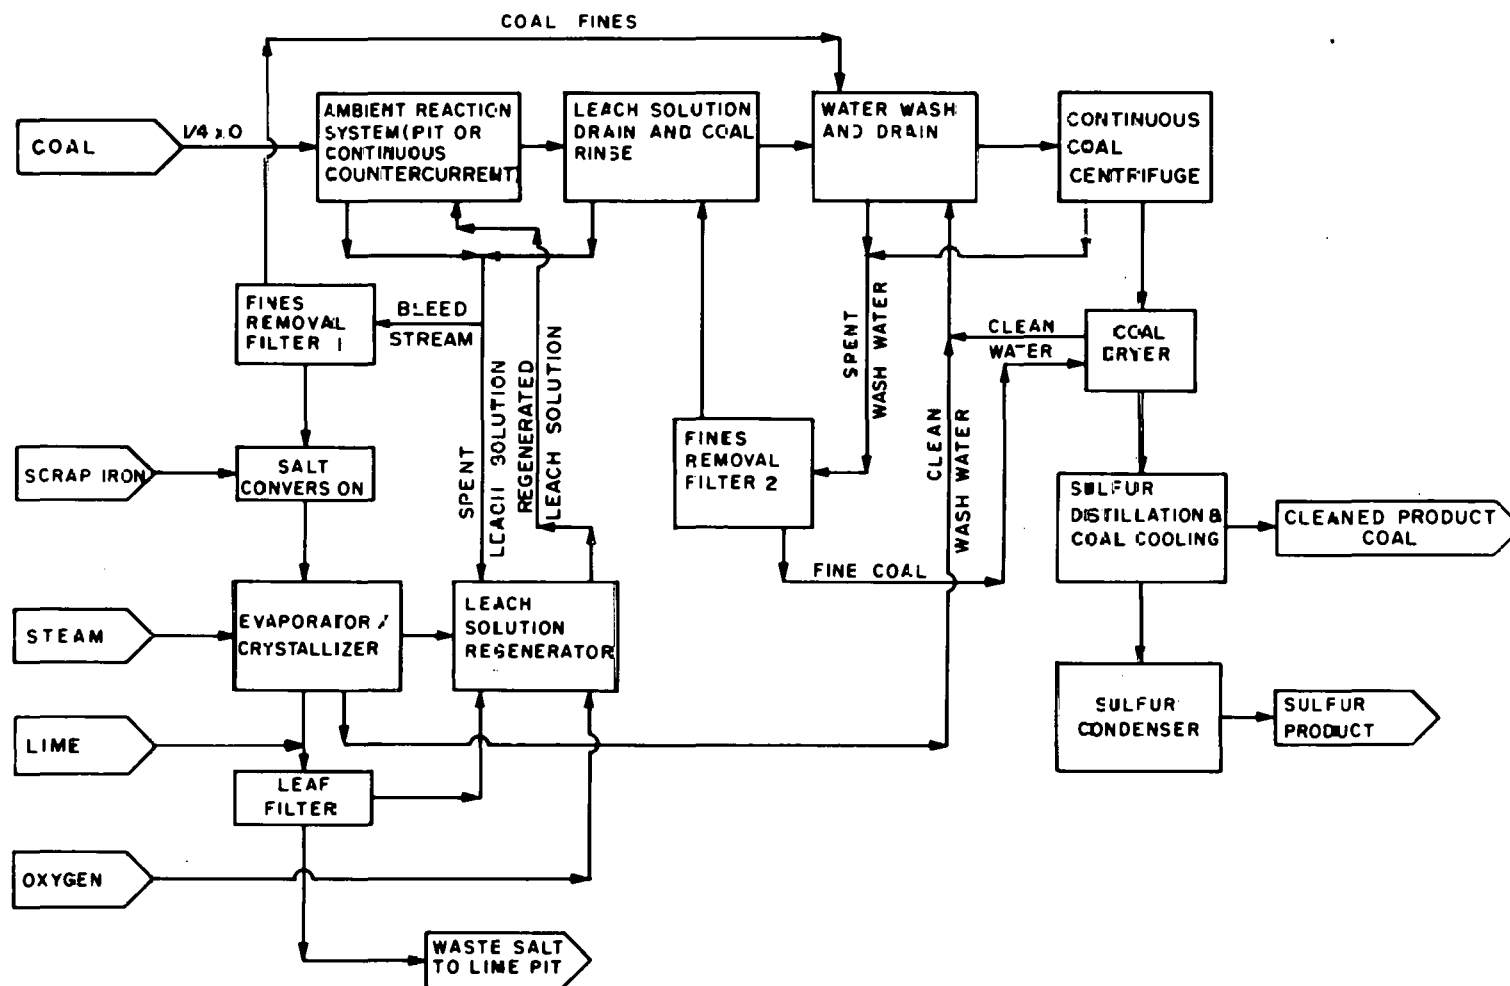 COAL FINES
COAL
1/4 x 0
AMBIENT REACTION
SYSTEM (PIT OR
CONTINUOUS
COUNTERCURRENT)
LEACH SOLUTION
DRAIN AND COAL
RINSE
WATER WASH
AND DRAIN
CONTINUOUS
COAL
CENTRIFUGE
FINES
REMOVAL
FILTER 1
BLEED
STREAM
SPENT
LEACH SOLUTION
REGENERATED
LEACH SOLUTION
SPENT
WASH WATER
CLEAN
WATER
COAL
DRYER
CLEAN
WASH WATER
FINES
REMOVAL
FILTER 2
SCRAP IRON
SALT
CONVERSION
SULFUR
DISTILLATION &
COAL COOLING
CLEANED PRODUCT
COAL
FINE COAL
STEAM
EVAPORATOR /
CRYSTALLIZER
LEACH
SOLUTION
REGENERATOR
SULFUR
CONDENSER
SULFUR
PRODUCT
LIME
LEAF
FILTER
OXYGEN
WASTE SALT
TO LIME PIT